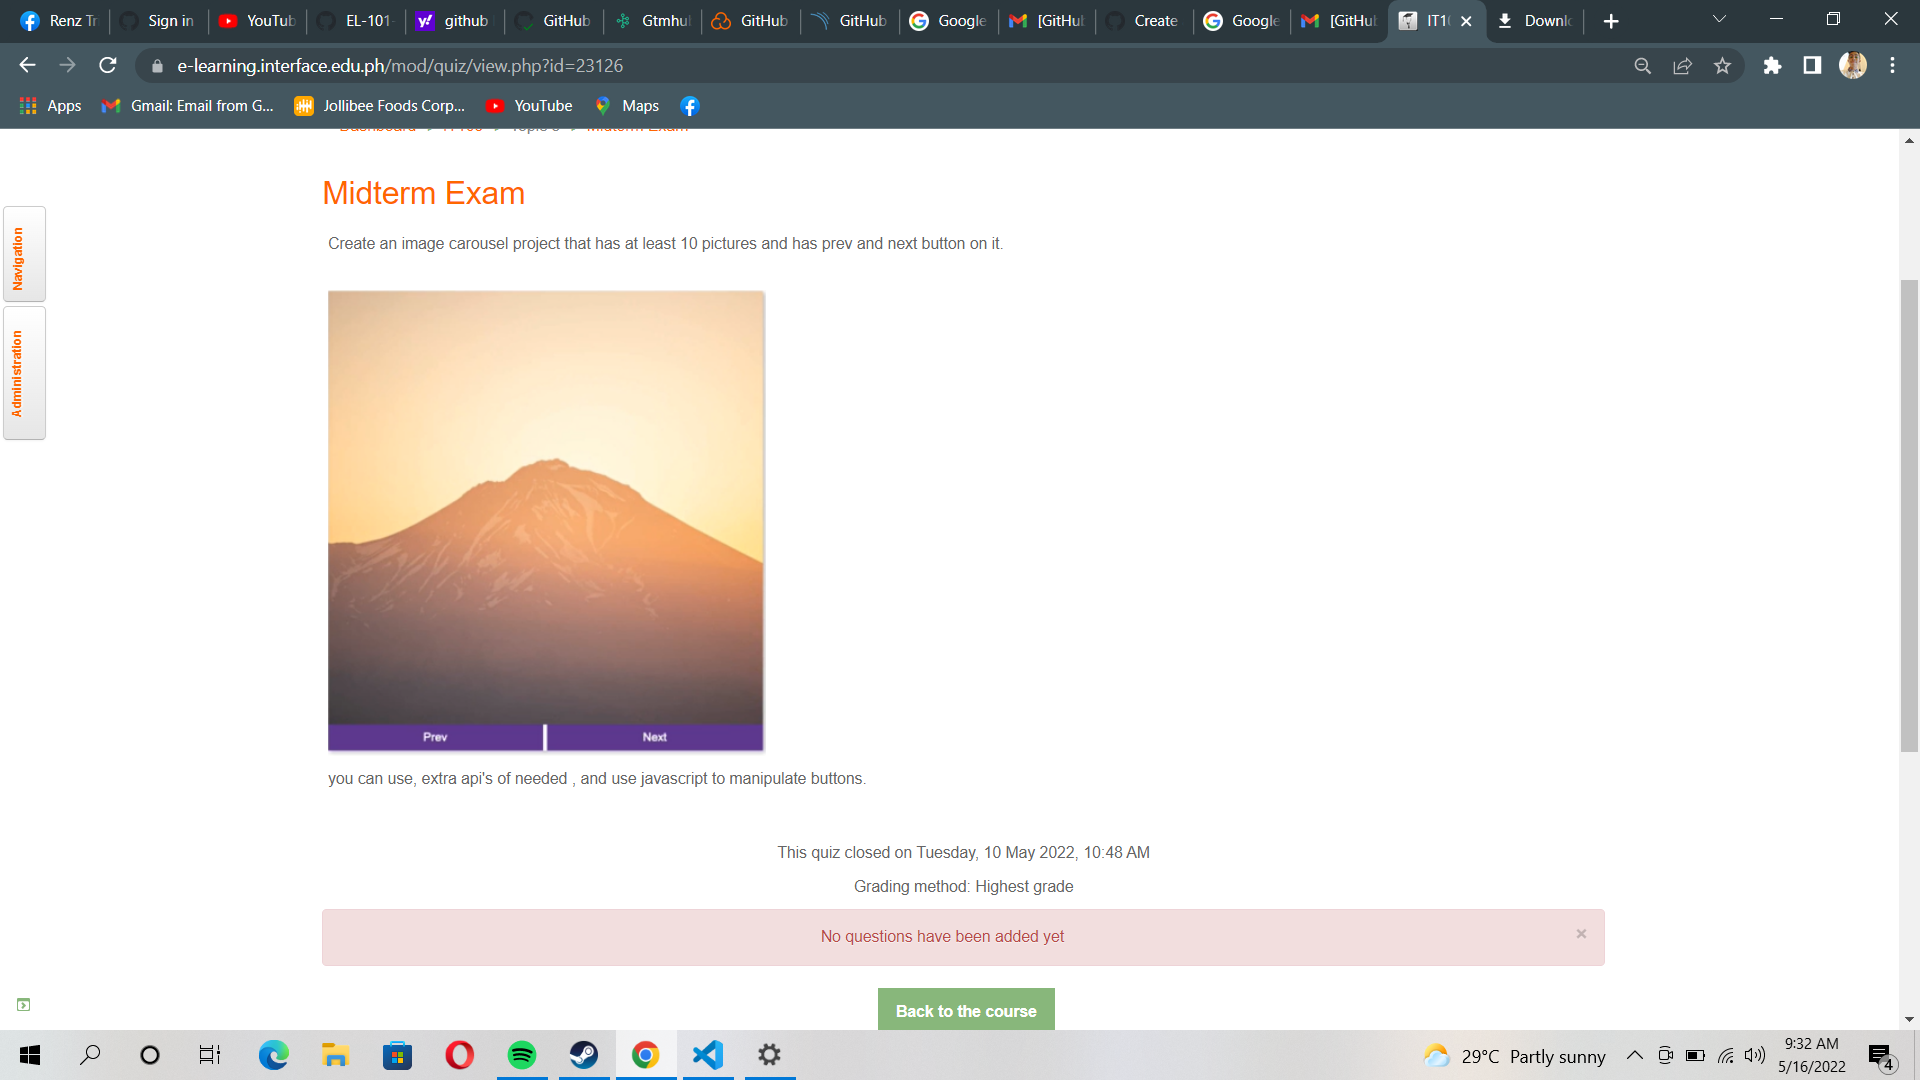 Renz Tr Sign in YouTub EL-101- github GitHub Gtmhul GitHub GitHub Google [GitHub Create Google [GitHub IT10 Downlo
e-learning.interface.edu.ph/mod/quiz/view.php?id=23126
Apps Gmail: Email from G... Jollibee Foods Corp... YouTube Maps
Midterm Exam
Navigation
Administration
Create an image carousel project that has at least 10 pictures and has prev and next button on it.
Prev Next
you can use, extra api's of needed , and use javascript to manipulate buttons.
This quiz closed on Tuesday, 10 May 2022, 10:48 AM
Grading method: Highest grade
No questions have been added yet ×
Back to the course
29°C Partly sunny
9:32 AM
5/16/2022
4